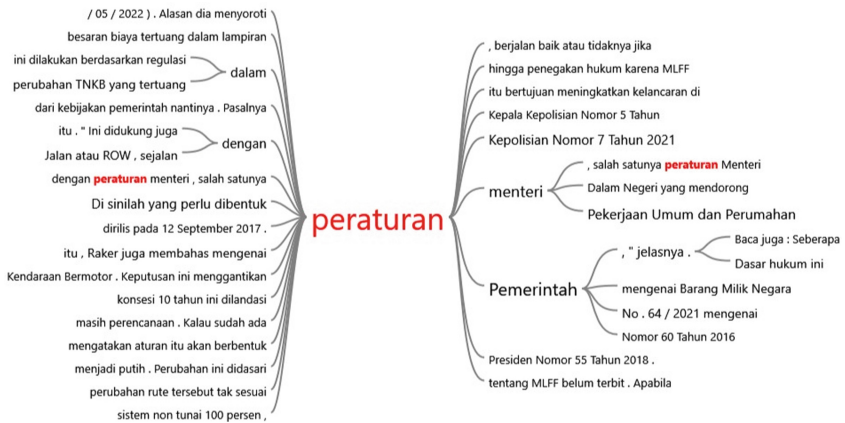 / 05 / 2022 ) . Alasan dia menyoroti
besaran biaya tertuang dalam lampiran
ini dilakukan berdasarkan regulasi
perubahan TNKB yang tertuang
dalam
dari kebijakan pemerintah nantinya . Pasalnya
itu . " Ini didukung juga
Jalan atau ROW , sejalan
dengan
dengan peraturan menteri , salah satunya
Di sinilah yang perlu dibentuk
dirilis pada 12 September 2017 .
itu , Raker juga membahas mengenai
Kendaraan Bermotor . Keputusan ini menggantikan
konsesi 10 tahun ini dilandasi
masih perencanaan . Kalau sudah ada
mengatakan aturan itu akan berbentuk
menjadi putih . Perubahan ini didasari
perubahan rute tersebut tak sesuai
sistem non tunai 100 persen ,
peraturan
, berjalan baik atau tidaknya jika
hingga penegakan hukum karena MLFF
itu bertujuan meningkatkan kelancaran di
Kepala Kepolisian Nomor 5 Tahun
Kepolisian Nomor 7 Tahun 2021
menteri
, salah satunya peraturan Menteri
Dalam Negeri yang mendorong
Pekerjaan Umum dan Perumahan
Pemerintah
, " jelasnya .
Baca juga : Seberapa
Dasar hukum ini
mengenai Barang Milik Negara
No . 64 / 2021 mengenai
Nomor 60 Tahun 2016
Presiden Nomor 55 Tahun 2018 .
tentang MLFF belum terbit . Apabila